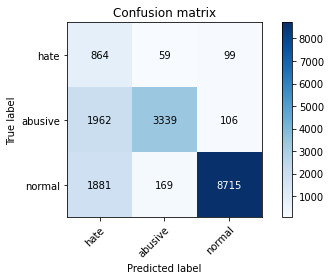 Confusion matrix
hate 864 59 99
abusive 1962 3339 106
normal 1881 169 8715
True label
hate abusive normal
Predicted label
8000
7000
6000
5000
4000
3000
2000
1000